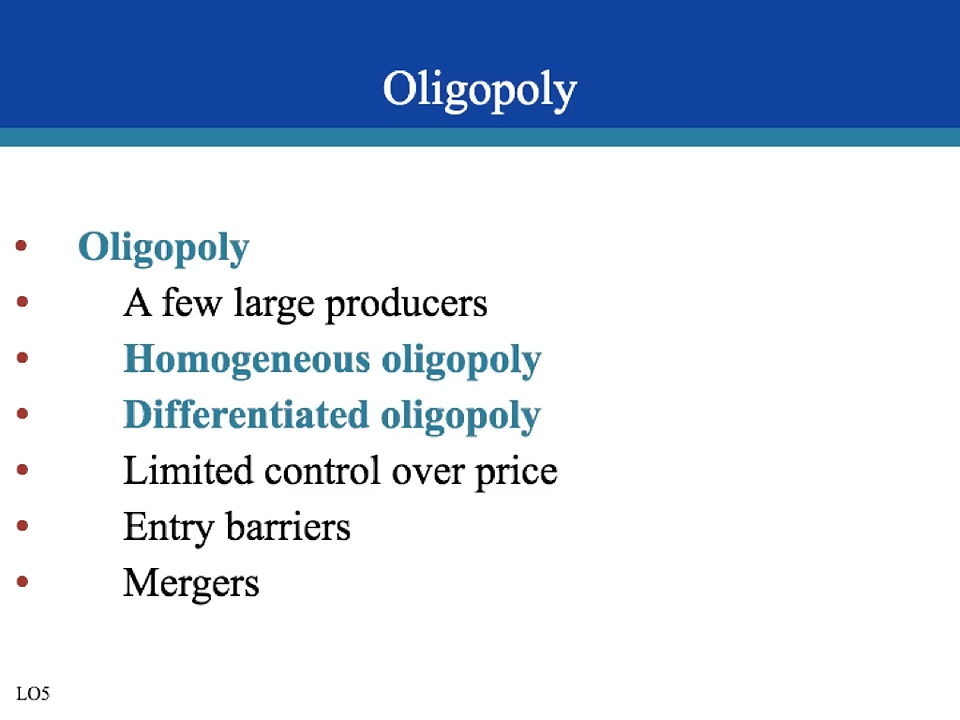 Oligopoly
• Oligopoly
• A few large producers
• Homogeneous oligopoly
• Differentiated oligopoly
• Limited control over price
• Entry barriers
• Mergers
LO5